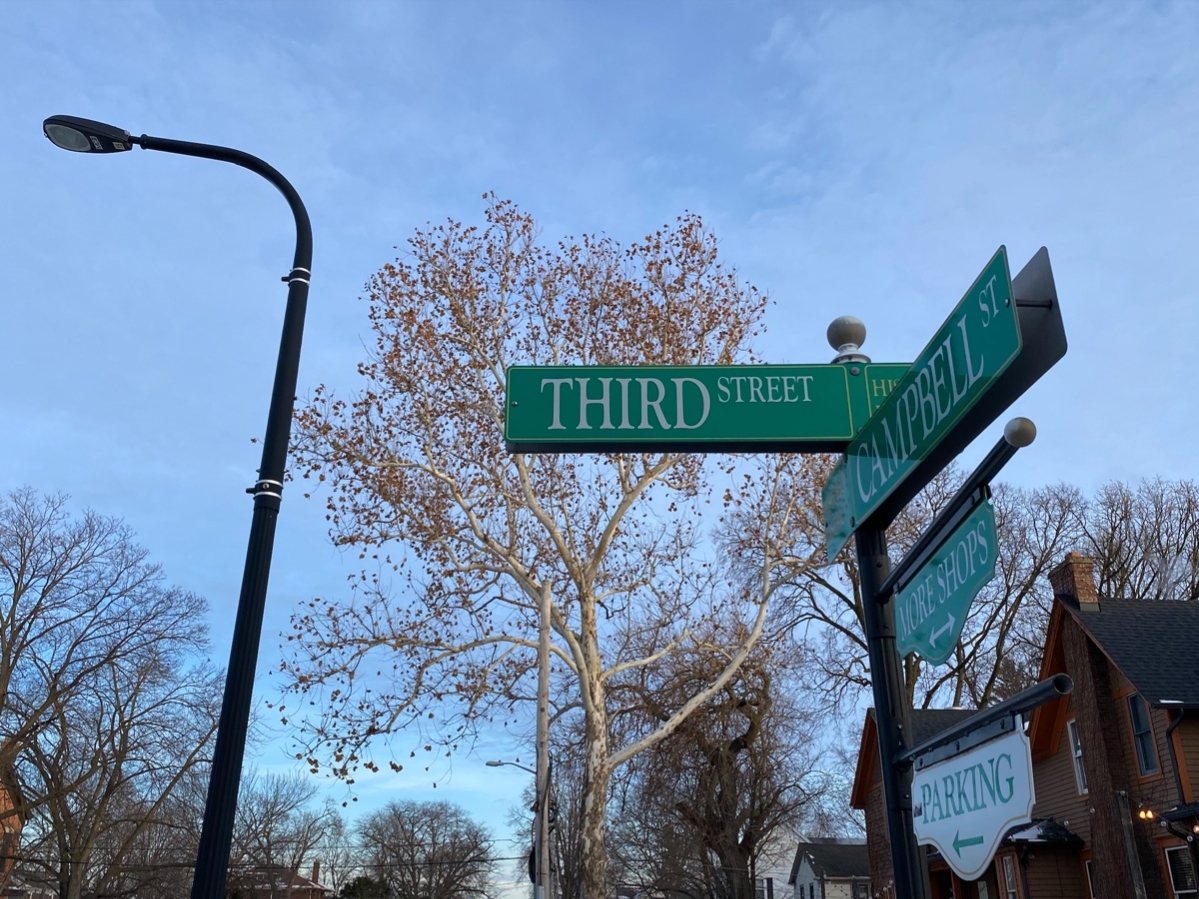 THIRD STREET
CAMPBELL ST
MORE SHOPS
PARKING